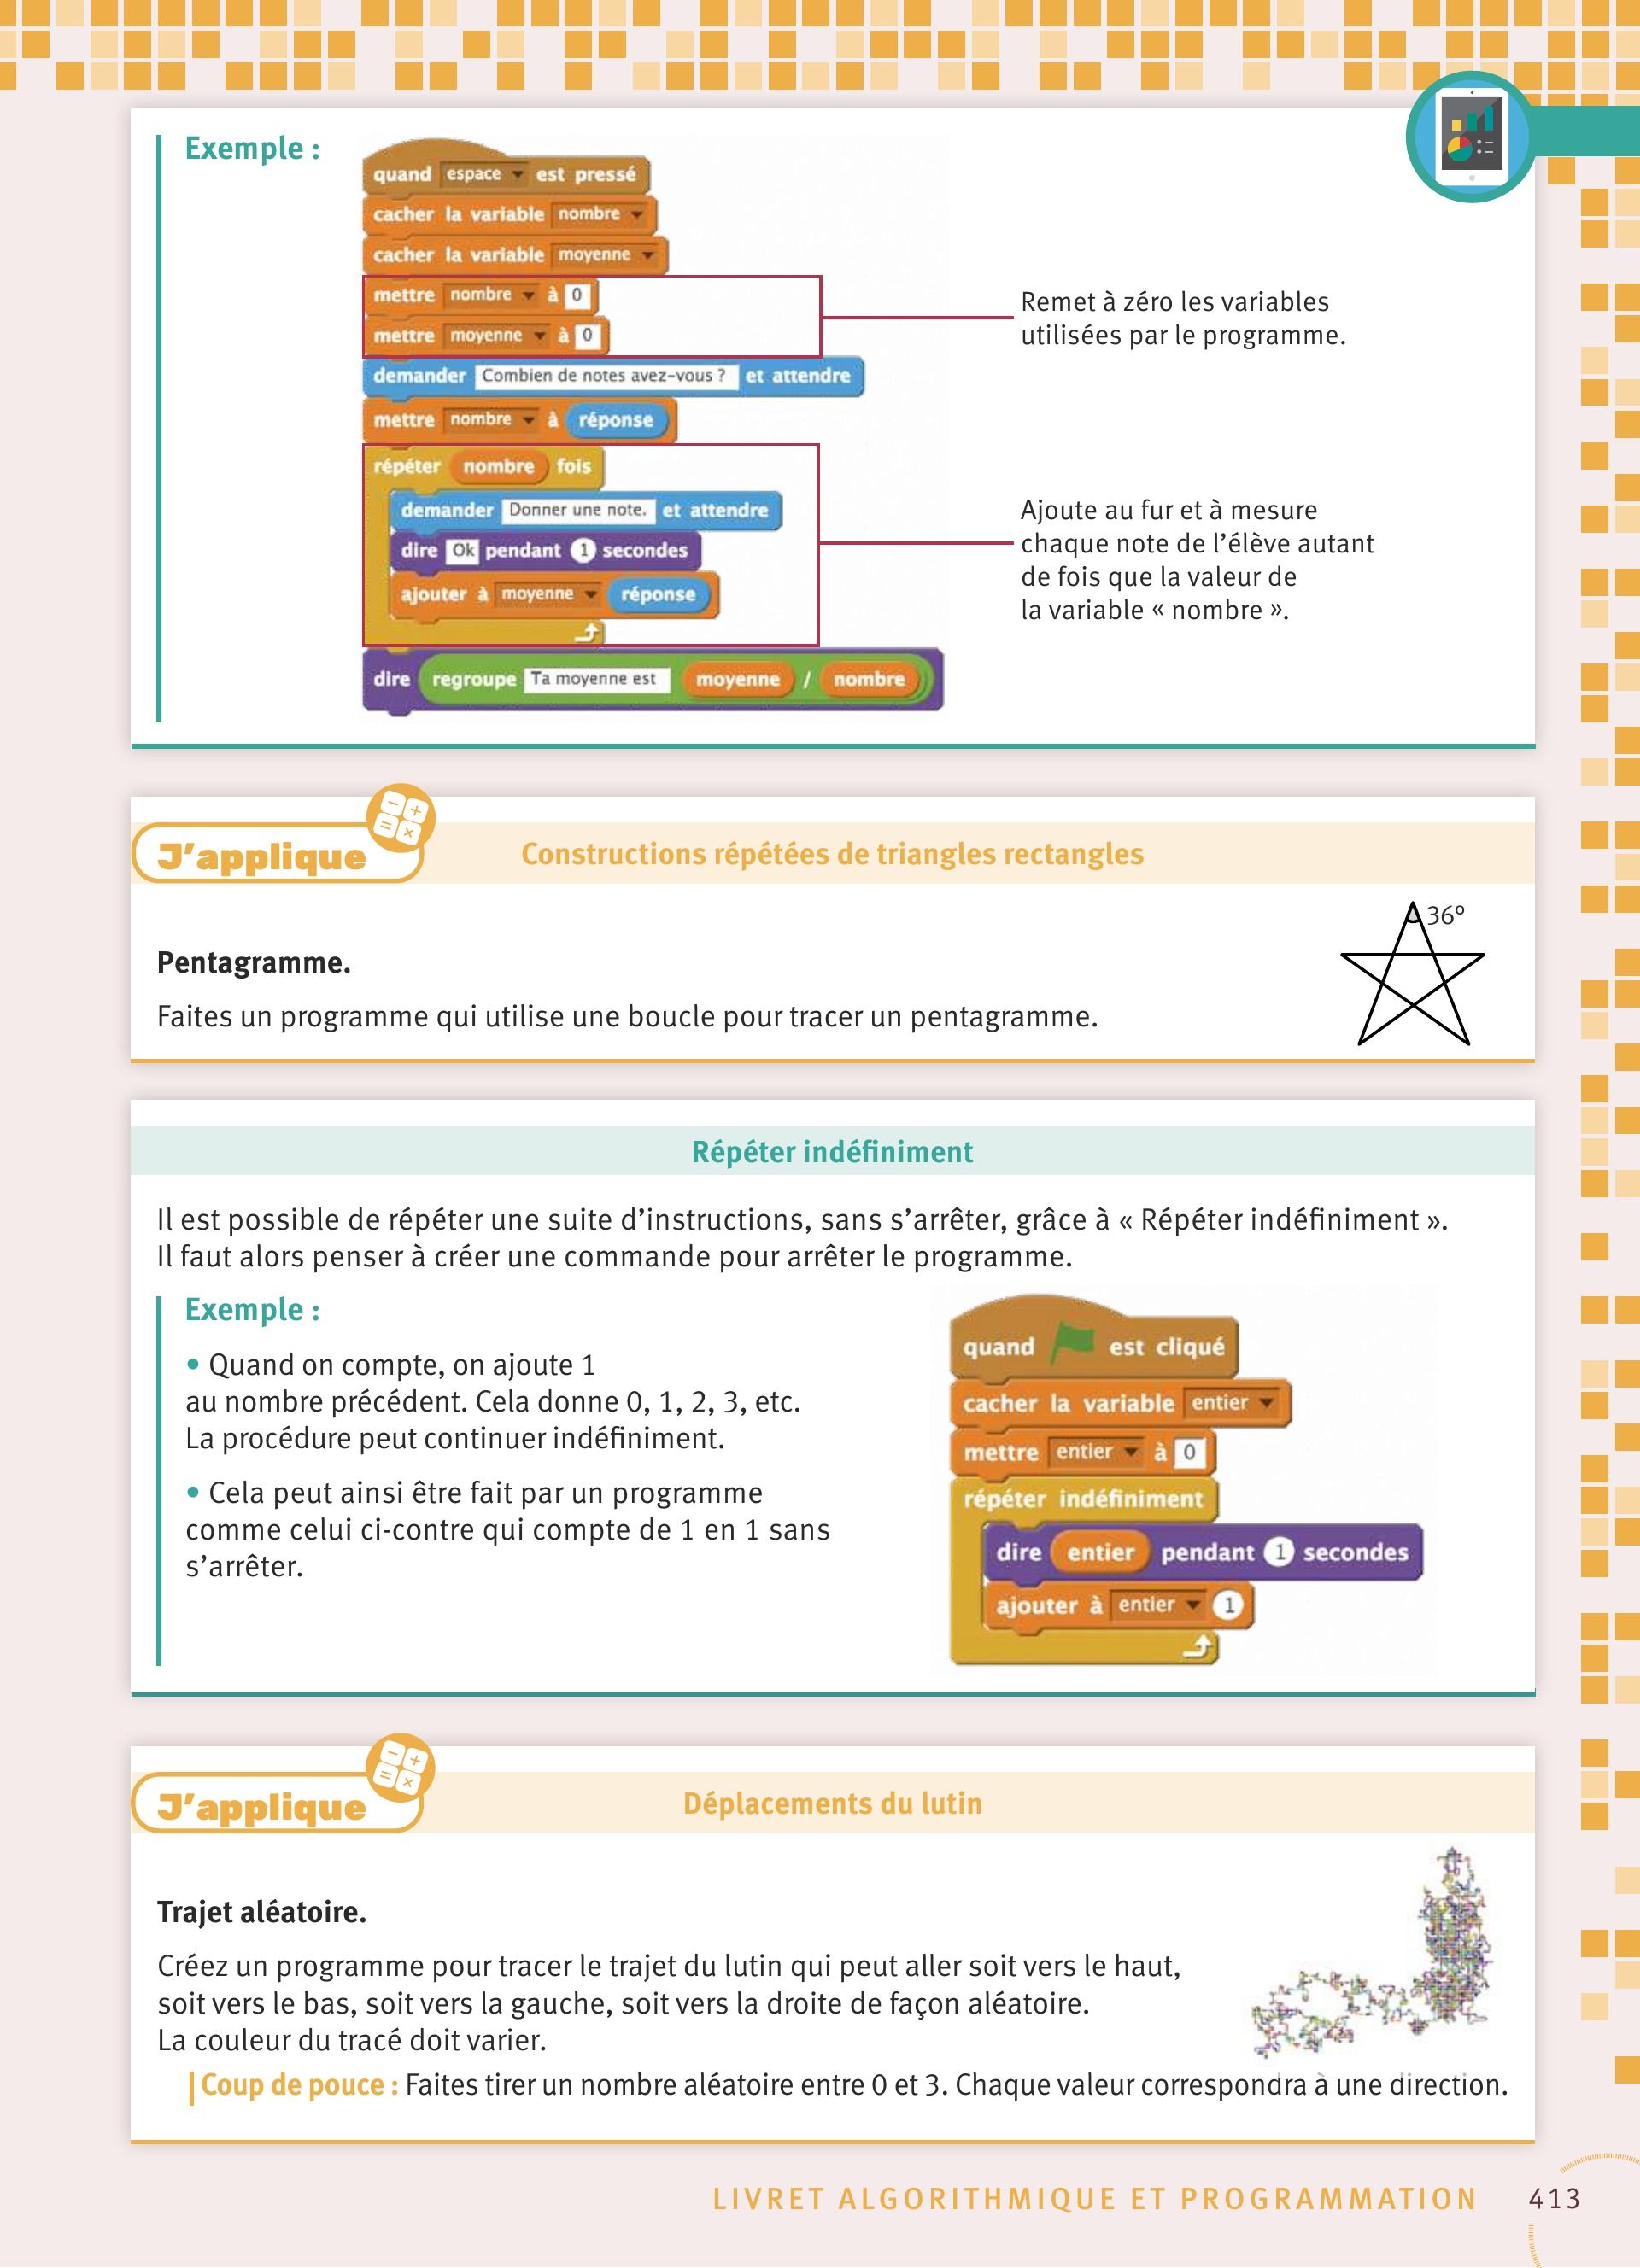 Exemple :
quand espace est pressé
cacher la variable nombre
cacher la variable moyenne
mettre nombre à 0
mettre moyenne à 0
Remet à zéro les variables
utilisées par le programme.
demander Combien de notes avez-vous ? et attendre
mettre nombre à réponse
répéter nombre fois
demander Donner une note. et attendre
dire Ok pendant 1 secondes
ajouter à moyenne réponse
Ajoute au fur et à mesure
chaque note de l’élève autant
de fois que la valeur de
la variable « nombre ».
dire regroupe Ta moyenne est moyenne / nombre
J’applique
Constructions répétées de triangles rectangles
36°
Pentagramme.
Faites un programme qui utilise une boucle pour tracer un pentagramme.
Répéter indéfiniment
Il est possible de répéter une suite d’instructions, sans s’arrêter, grâce à « Répéter indéfiniment ».
Il faut alors penser à créer une commande pour arrêter le programme.
Exemple :
• Quand on compte, on ajoute 1
au nombre précédent. Cela donne 0, 1, 2, 3, etc.
La procédure peut continuer indéfiniment.
• Cela peut ainsi être fait par un programme
comme celui ci-contre qui compte de 1 en 1 sans
s’arrêter.
quand est cliqué
cacher la variable entier
mettre entier à 0
répéter indéfiniment
dire entier pendant 1 secondes
ajouter à entier 1
J’applique
Déplacements du lutin
Trajet aléatoire.
Créez un programme pour tracer le trajet du lutin qui peut aller soit vers le haut,
soit vers le bas, soit vers la gauche, soit vers la droite de façon aléatoire.
La couleur du tracé doit varier.
Coup de pouce : Faites tirer un nombre aléatoire entre 0 et 3. Chaque valeur correspondra à une direction.
LIVRET ALGORITHMIQUE ET PROGRAMMATION 413